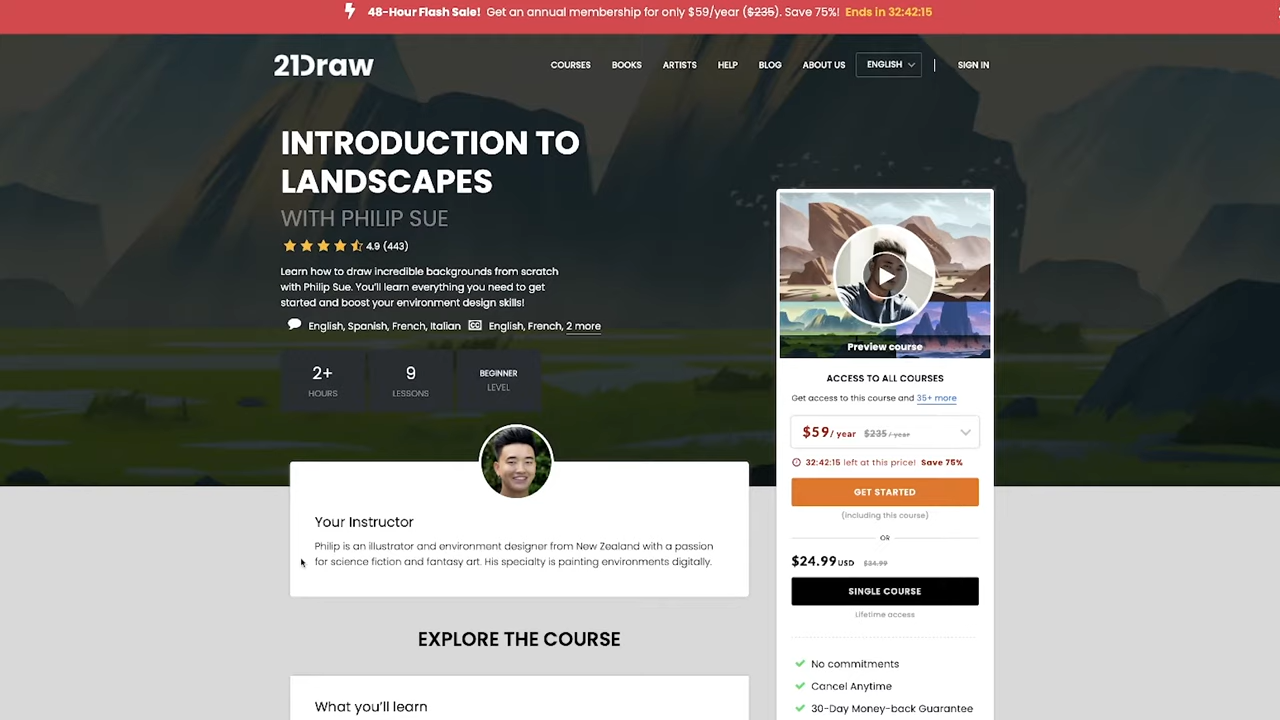 48-Hour Flash Sale! Get an annual membership for only $59/year ($235). Save 75%! Ends in 32:42:15
21Draw
COURSES BOOKS ARTISTS HELP BLOG ABOUT US ENGLISH SIGN IN
INTRODUCTION TO
LANDSCAPES
WITH PHILIP SUE
4.9 (443)
Learn how to draw incredible backgrounds from scratch
with Philip Sue. You'll learn everything you need to get
started and boost your environment design skills!
English, Spanish, French, Italian CC English, French, 2 more
2+
HOURS
9
LESSONS
BEGINNER
LEVEL
Your Instructor
Philip is an illustrator and environment designer from New Zealand with a passion
for science fiction and fantasy art. His specialty is painting environments digitally.
EXPLORE THE COURSE
What you'll learn
Preview course
ACCESS TO ALL COURSES
Get access to this course and 35+ more
$59/ year $235/ year
32:42:15 left at this price! Save 75%
GET STARTED
(including this course)
OR
$24.99 USD $34.99
SINGLE COURSE
Lifetime access
No commitments
Cancel Anytime
30-Day Money-back Guarantee